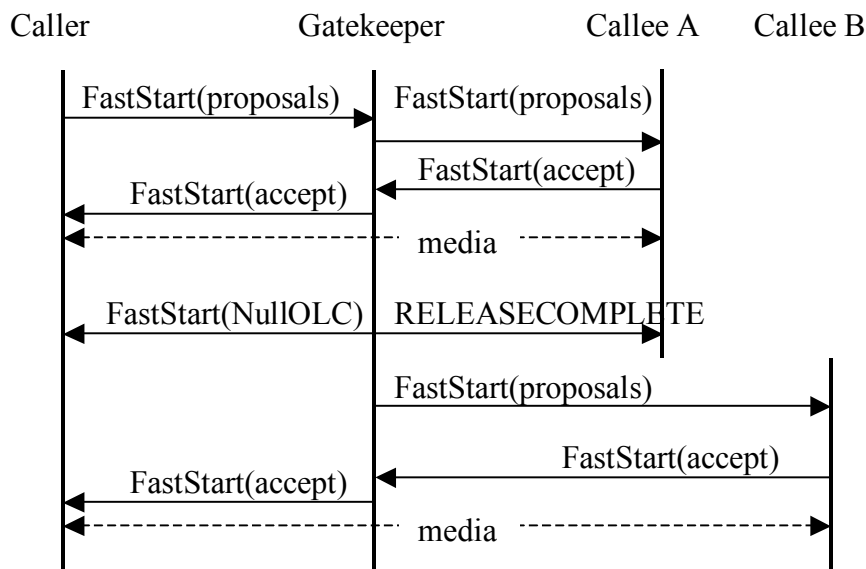 Caller Gatekeeper Callee A Callee B
FastStart(proposals) FastStart(proposals)
FastStart(accept)
FastStart(accept)
media
FastStart(NullOLC) RELEASECOMPLETE
FastStart(proposals)
FastStart(accept)
FastStart(accept)
media